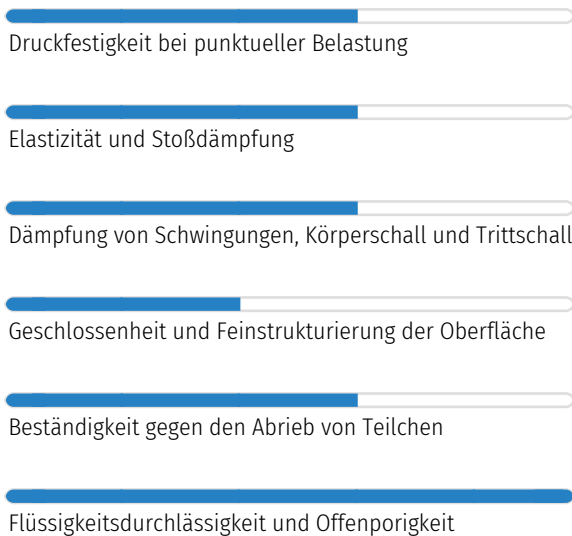 Druckfestigkeit bei punktueller Belastung
Elastizität und Stoßdämpfung
Dämpfung von Schwingungen, Körperschall und Trittschall
Geschlossenheit und Feinstrukturierung der Oberfläche
Beständigkeit gegen den Abrieb von Teilchen
Flüssigkeitsdurchlässigkeit und Offenporigkeit